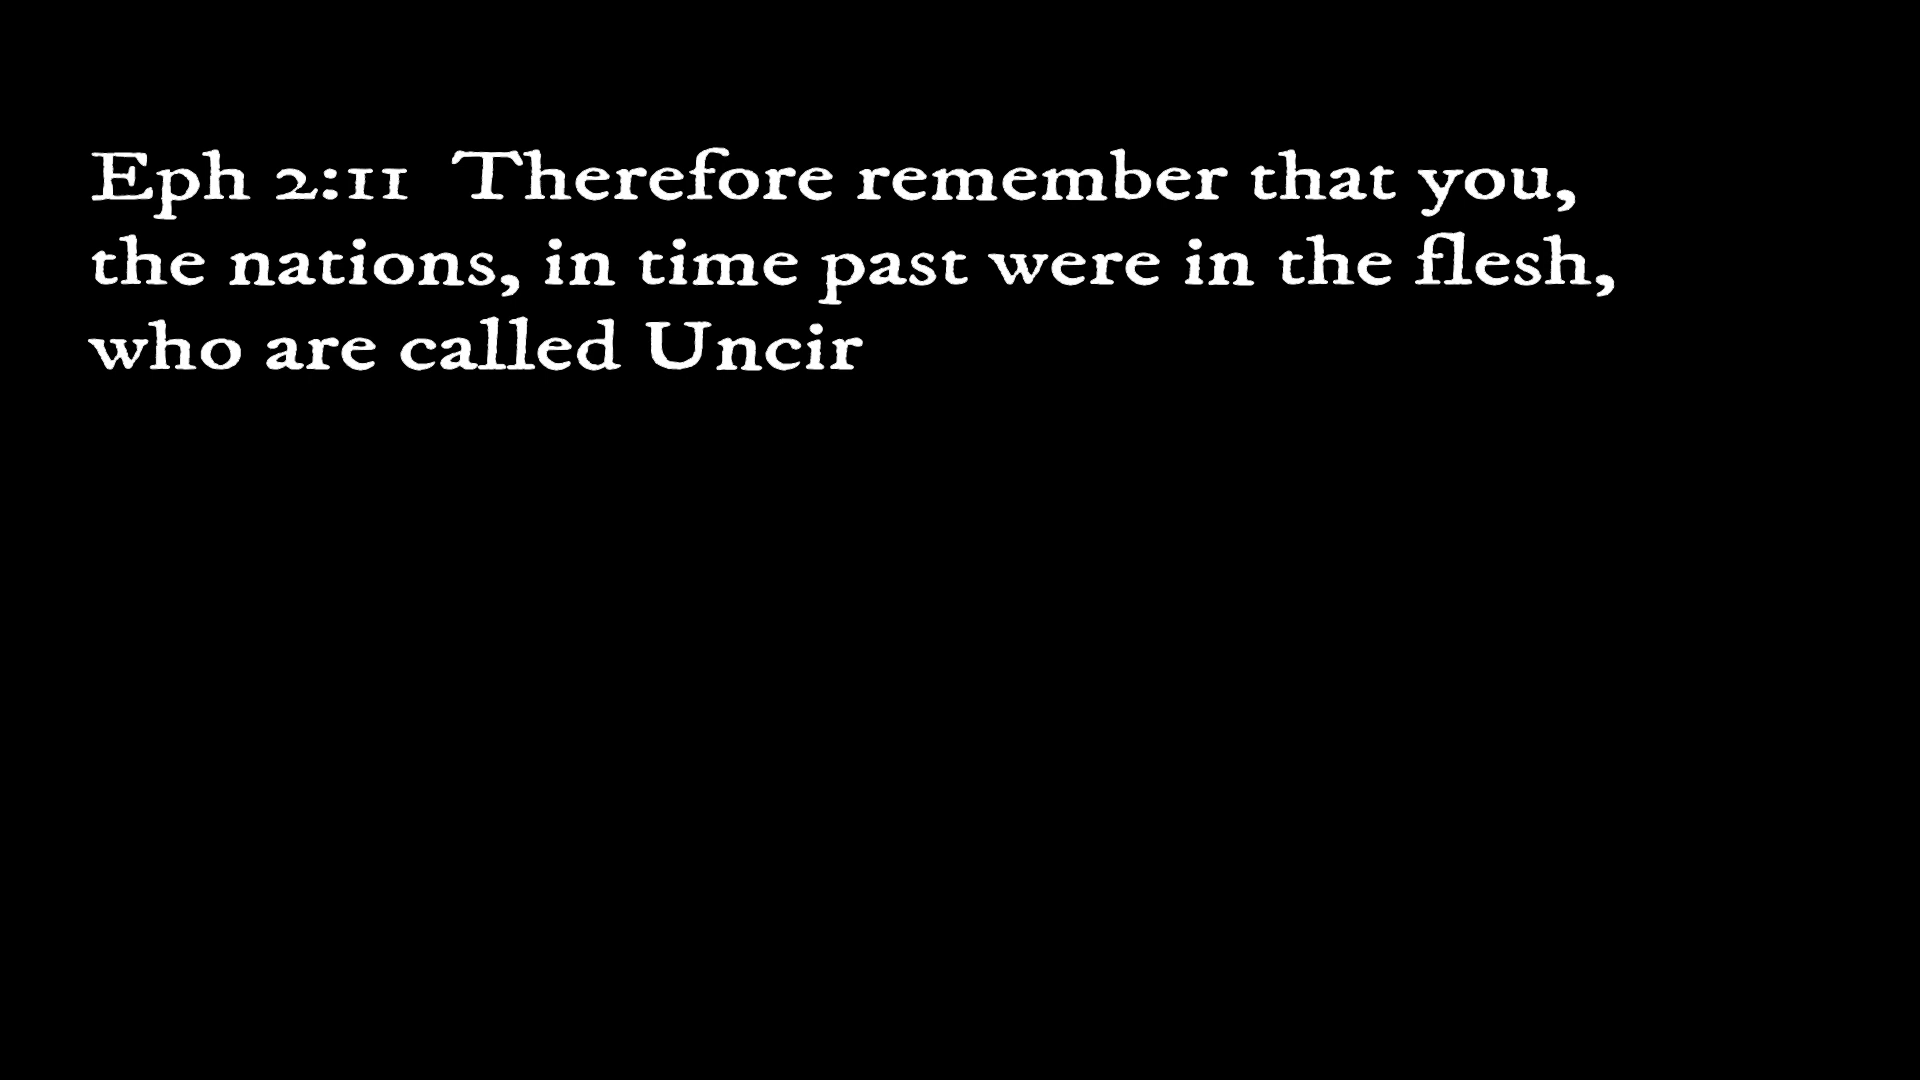 Eph 2:11  Therefore remember that you,
the nations, in time past were in the flesh,
who are called Uncir